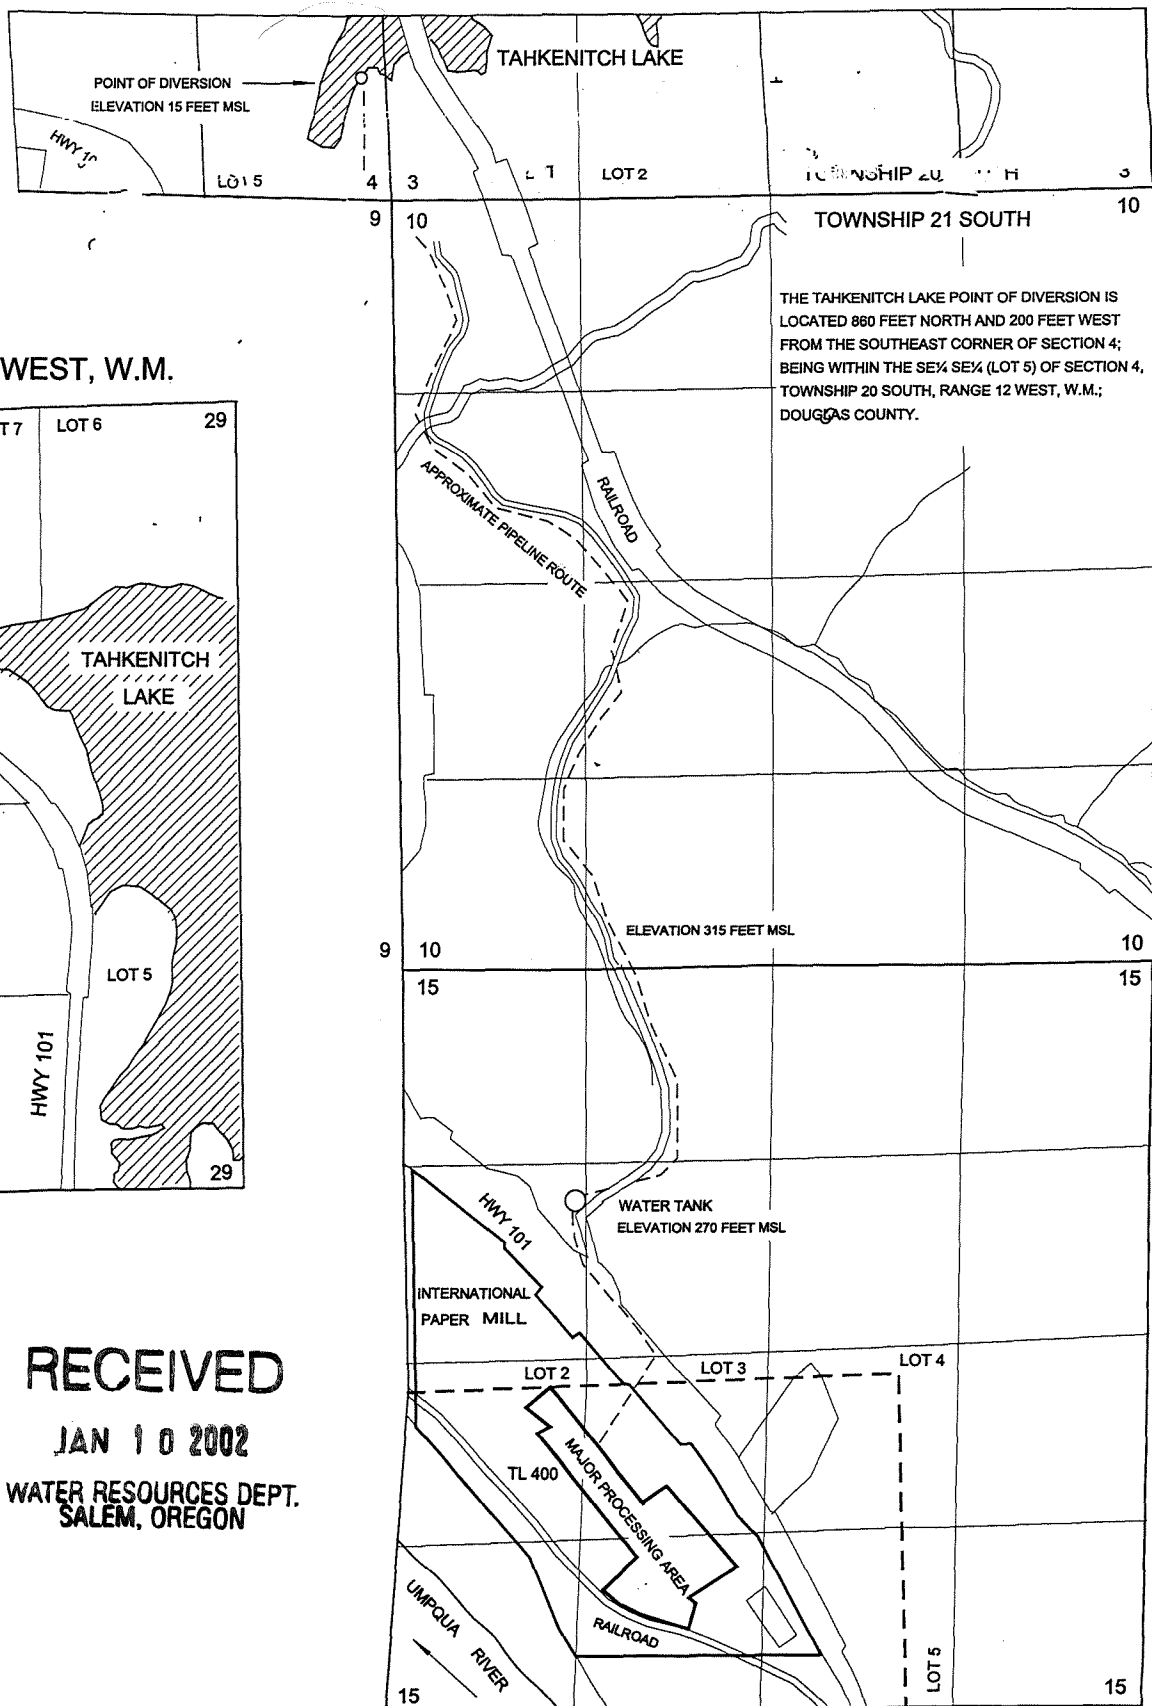 TAHKENITCH LAKE
POINT OF DIVERSION
ELEVATION 15 FEET MSL
LOT 5
4
3
LOT 2
3
9
10
TOWNSHIP 21 SOUTH
10
THE TAHKENITCH LAKE POINT OF DIVERSION IS
LOCATED 860 FEET NORTH AND 200 FEET WEST
FROM THE SOUTHEAST CORNER OF SECTION 4;
BEING WITHIN THE SE¼ SE¼ (LOT 5) OF SECTION 4,
TOWNSHIP 20 SOUTH, RANGE 12 WEST, W.M.;
DOUGLAS COUNTY.
WEST, W.M.
T 7
LOT 6
29
TAHKENITCH
LAKE
LOT 5
HWY 101
29
APPROXIMATE PIPELINE ROUTE
RAILROAD
ELEVATION 315 FEET MSL
9
10
10
15
15
WATER TANK
ELEVATION 270 FEET MSL
HWY 101
INTERNATIONAL
PAPER MILL
LOT 2
LOT 3
LOT 4
TL 400
MAJOR PROCESSING AREA
RAILROAD
UMPQUA
RIVER
LOT 5
15
15
RECEIVED
JAN 10 2002
WATER RESOURCES DEPT.
SALEM, OREGON